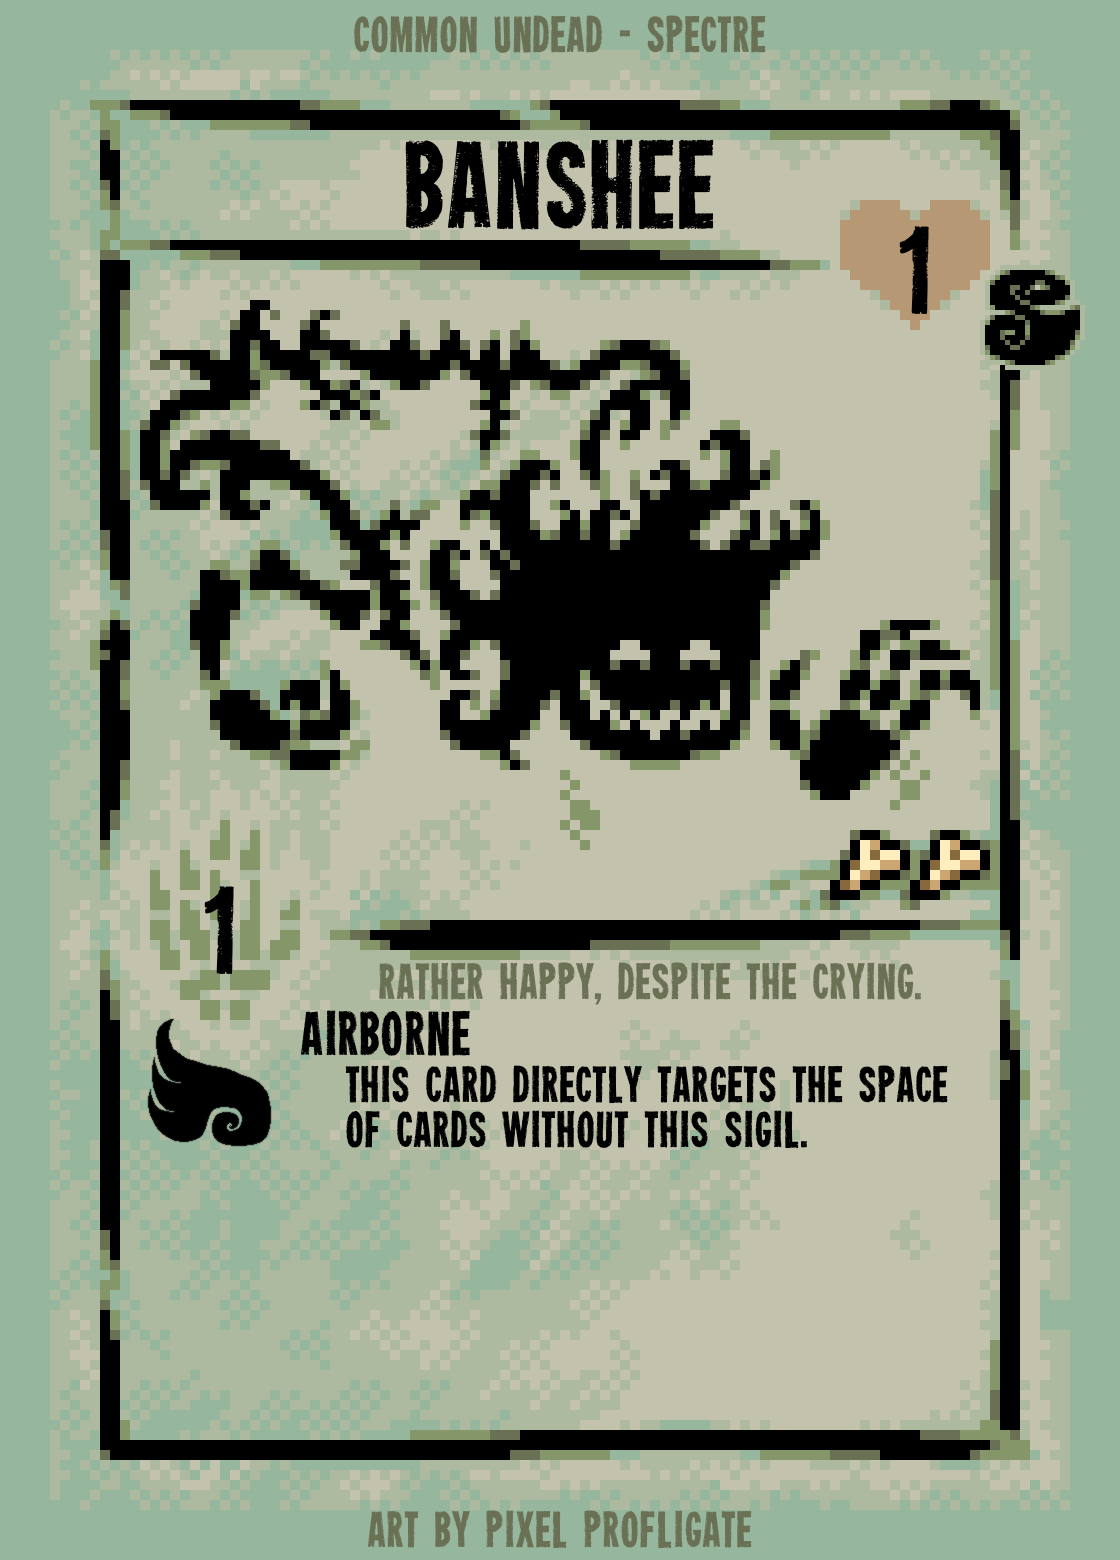 COMMON UNDEAD - SPECTRE
BANSHEE
1
1
RATHER HAPPY, DESPITE THE CRYING.
AIRBORNE
THIS CARD DIRECTLY TARGETS THE SPACE
OF CARDS WITHOUT THIS SIGIL.
ART BY PIXEL PROFLIGATE